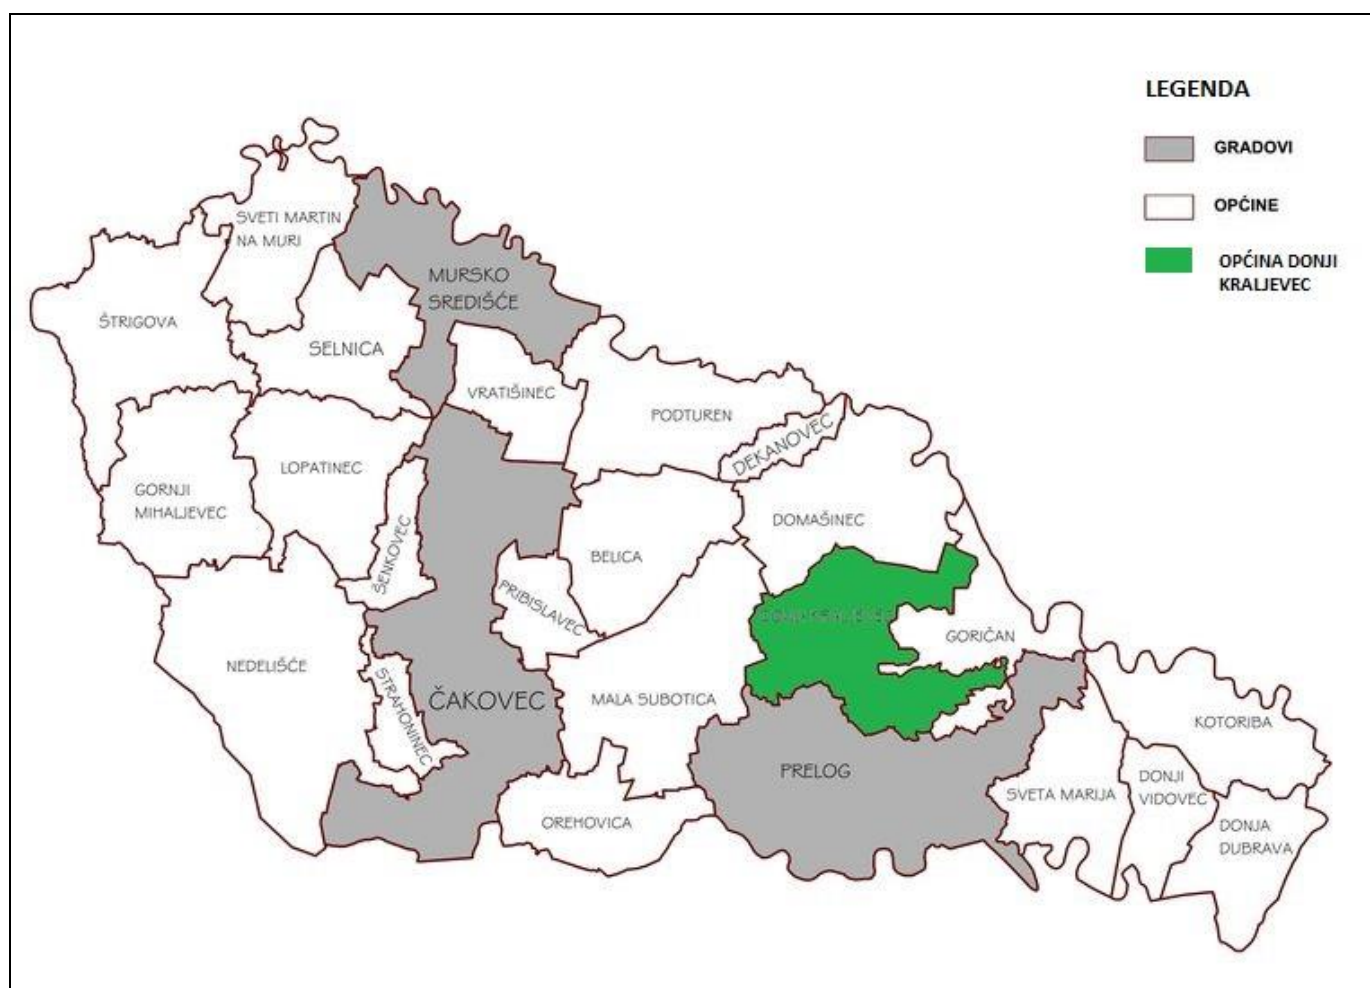 LEGENDA
GRADOVI
OPĆINE
OPĆINA DONJI
KRALJEVEC
SVETI MARTIN
NA MURI
MURSKO
SREDIŠĆE
ŠTRIGOVA
SELNICA
VRATIŠINEC
PODTUREN
DEKANOVEC
LOPATINEC
GORNJI
MIHALJEVEC
DOMAŠINEC
ŠENKOVEC
BELICA
PRIBISLAVEC
DONJI KRALJEVEC
GORIČAN
NEDELIŠĆE
STRAHONINEC
ČAKOVEC
MALA SUBOTICA
KOTORIBA
PRELOG
SVETA MARIJA
DONJI
VIDOVEC
OREHOVICA
DONJA
DUBRAVA